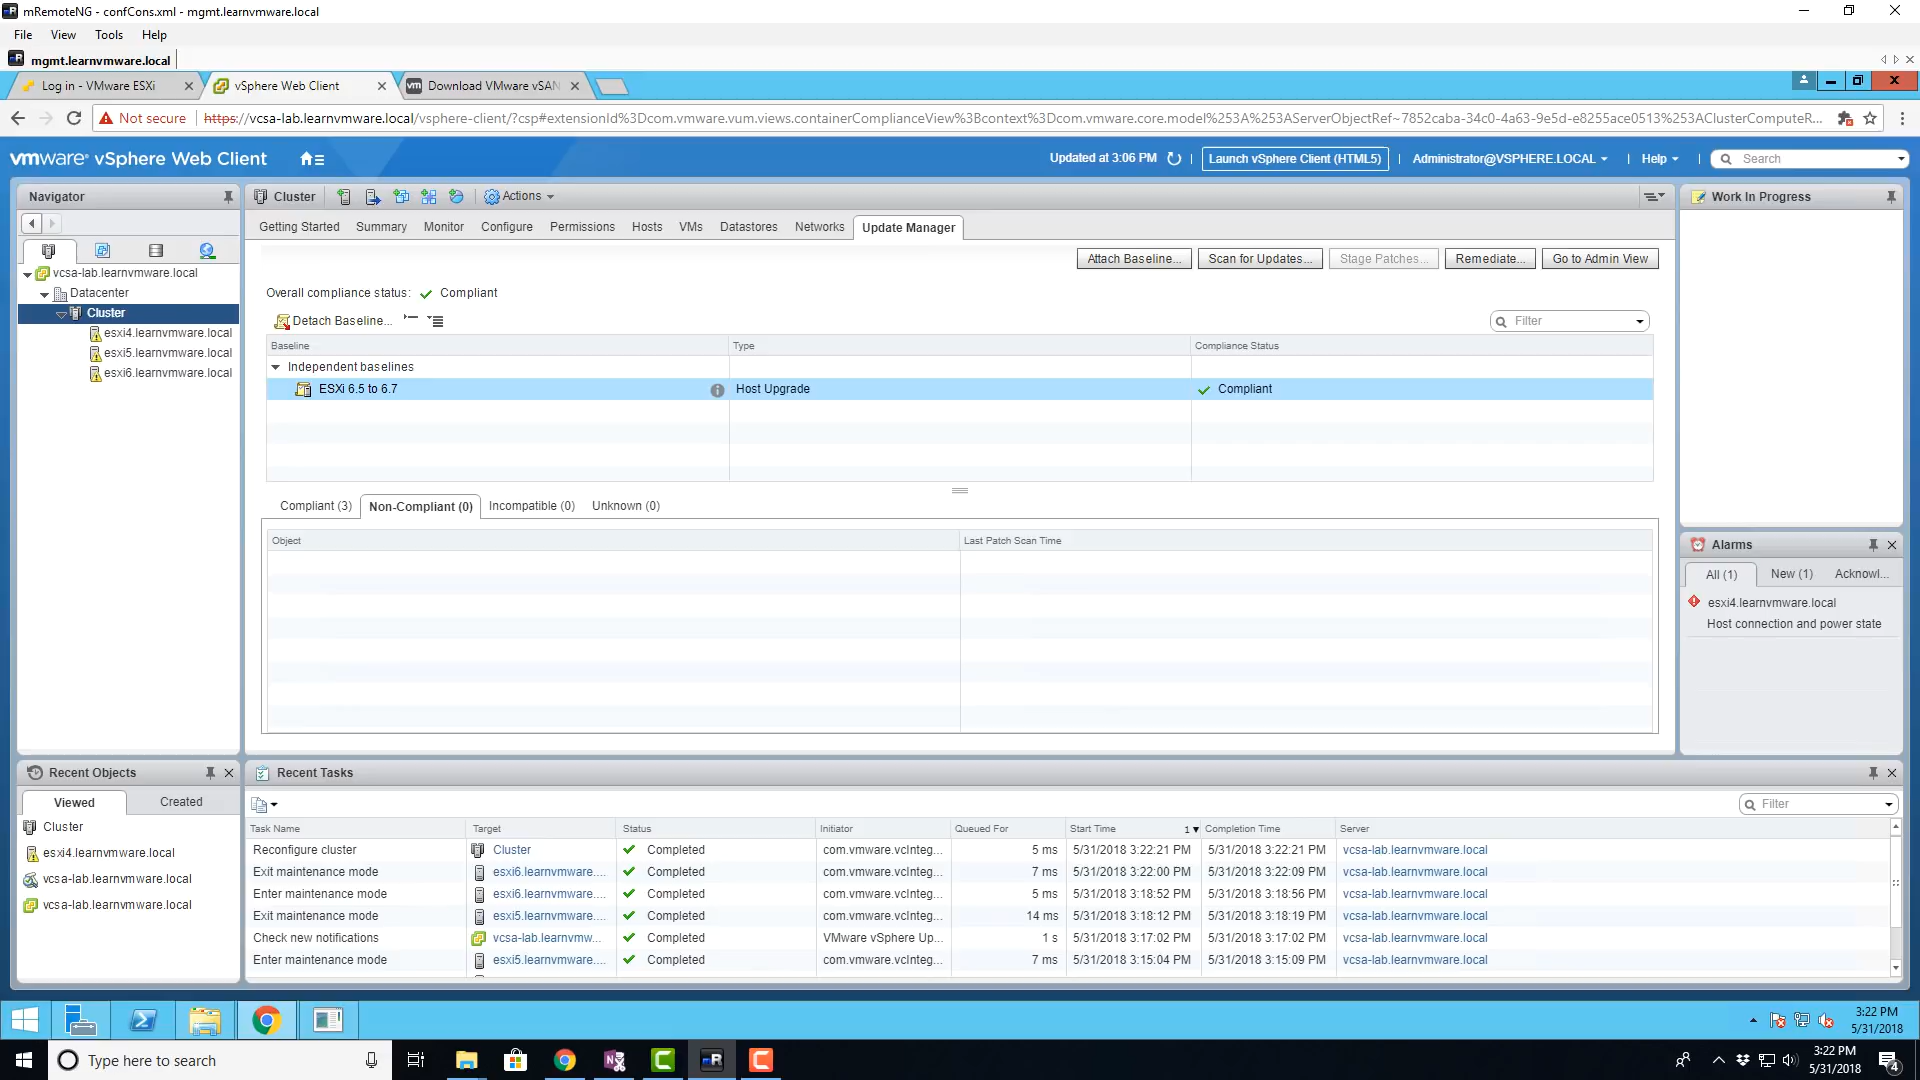 mRemoteNG - confCons.xml - mgmt.learnvmware.local
File View Tools Help
mgmt.learnvmware.local
Log in - VMware ESXi
vSphere Web Client
Download VMware vSAN
Not secure https://vcsa-lab.learnvmware.local/vsphere-client/?csp#extensionId%3Dcom.vmware.vum.views.containerComplianceView%3Bcontext%3Dcom.vmware.core.model%253A%253AServerObjectRef~7852caba-34c0-4a63-9e5d-e8255ace0513%253AClusterComputeR...
vmware® vSphere Web Client
Updated at 3:06 PM Launch vSphere Client (HTML5) Administrator@VSPHERE.LOCAL Help Search
Navigator
vcsa-lab.learnvmware.local
Datacenter
Cluster
esxi4.learnvmware.local
esxi5.learnvmware.local
esxi6.learnvmware.local
Cluster Actions
Getting Started Summary Monitor Configure Permissions Hosts VMs Datastores Networks Update Manager
Attach Baseline... Scan for Updates... Stage Patches... Remediate... Go to Admin View
Overall compliance status: Compliant
Detach Baseline... Filter
Baseline Type Compliance Status
Independent baselines
ESXi 6.5 to 6.7 Host Upgrade Compliant
Compliant (3) Non-Compliant (0) Incompatible (0) Unknown (0)
Object Last Patch Scan Time
Work In Progress
Alarms
All (1) New (1) Acknowl...
esxi4.learnvmware.local
Host connection and power state
Recent Objects
Viewed Created
Cluster
esxi4.learnvmware.local
vcsa-lab.learnvmware.local
vcsa-lab.learnvmware.local
Recent Tasks
Filter
Task Name Target Status Initiator Queued For Start Time 1 Completion Time Server
Reconfigure cluster Cluster Completed com.vmware.vcInteg... 5 ms 5/31/2018 3:22:21 PM 5/31/2018 3:22:21 PM vcsa-lab.learnvmware.local
Exit maintenance mode esxi6.learnvmware.... Completed com.vmware.vcInteg... 7 ms 5/31/2018 3:22:00 PM 5/31/2018 3:22:09 PM vcsa-lab.learnvmware.local
Enter maintenance mode esxi6.learnvmware.... Completed com.vmware.vcInteg... 5 ms 5/31/2018 3:18:52 PM 5/31/2018 3:18:56 PM vcsa-lab.learnvmware.local
Exit maintenance mode esxi5.learnvmware.... Completed com.vmware.vcInteg... 14 ms 5/31/2018 3:18:12 PM 5/31/2018 3:18:19 PM vcsa-lab.learnvmware.local
Check new notifications vcsa-lab.learnvmw... Completed VMware vSphere Up... 1 s 5/31/2018 3:17:02 PM 5/31/2018 3:17:02 PM vcsa-lab.learnvmware.local
Enter maintenance mode esxi5.learnvmware.... Completed com.vmware.vcInteg... 7 ms 5/31/2018 3:15:04 PM 5/31/2018 3:15:09 PM vcsa-lab.learnvmware.local
3:22 PM
5/31/2018
Type here to search
3:22 PM
5/31/2018
4